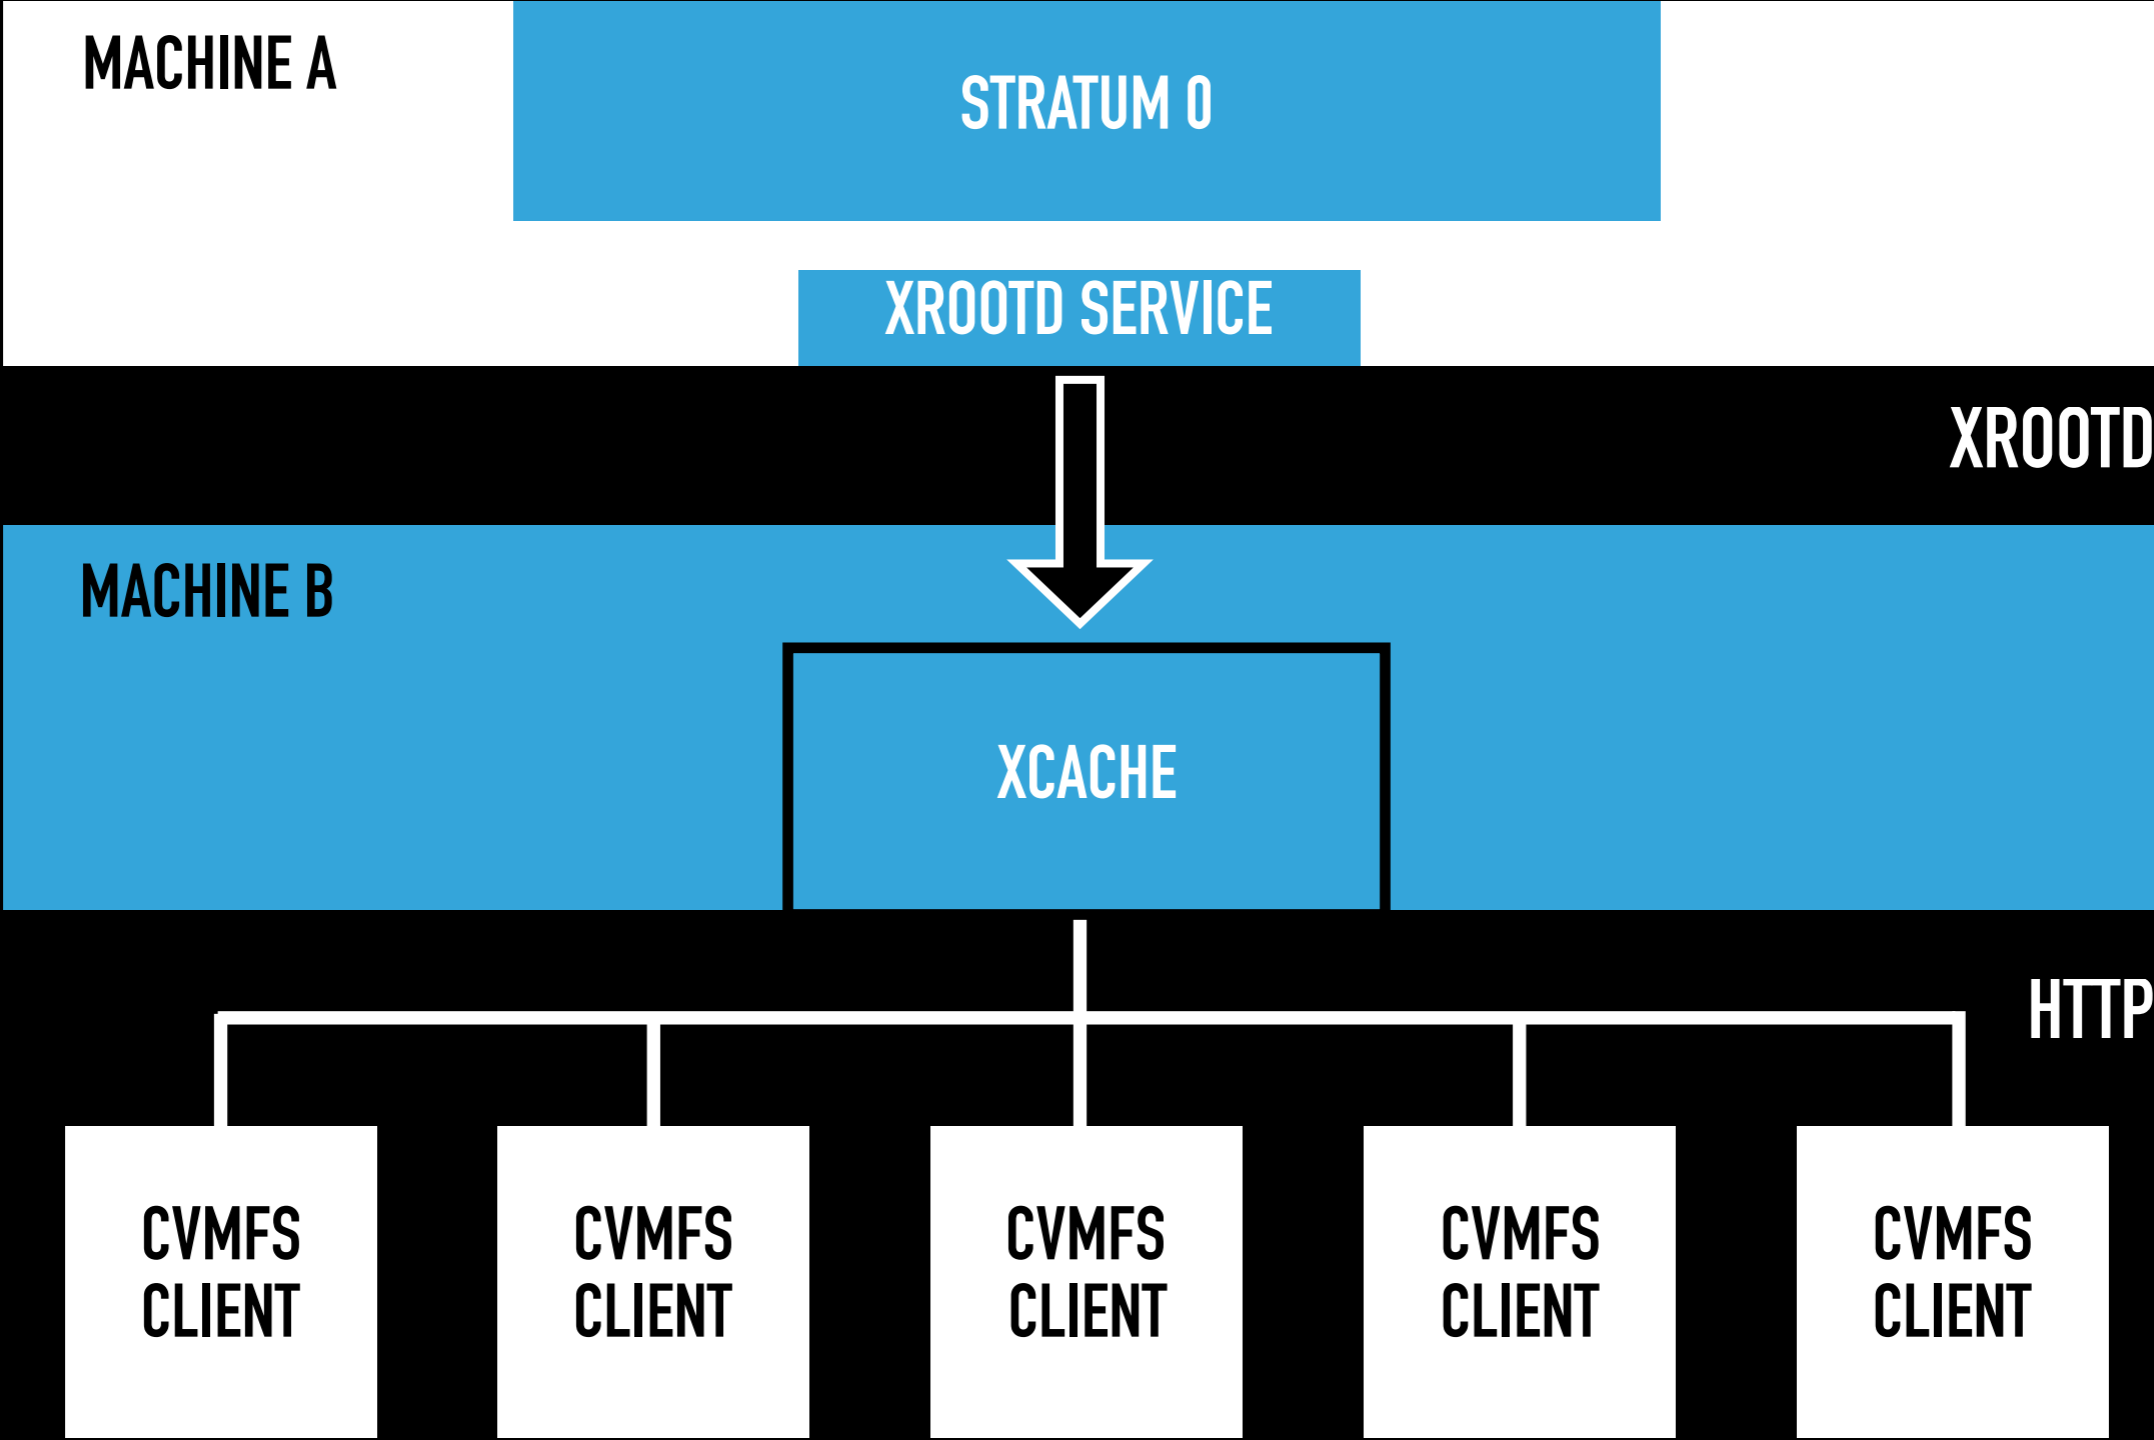 MACHINE A
STRATUM 0
XROOTD SERVICE
XROOTD
MACHINE B
XCACHE
HTTP
CVMFS
CLIENT
CVMFS
CLIENT
CVMFS
CLIENT
CVMFS
CLIENT
CVMFS
CLIENT